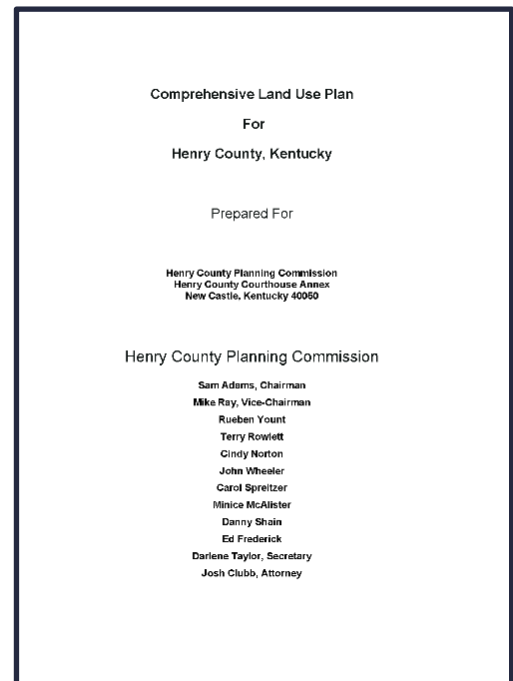 Comprehensive Land Use Plan
For
Henry County, Kentucky
Prepared For
Henry County Planning Commission
Henry County Courthouse Annex
New Castle, Kentucky 40050
Henry County Planning Commission
Sam Adams, Chairman
Mike Ray, Vice-Chairman
Rueben Yount
Terry Rowlett
Cindy Norton
John Wheeler
Carol Spreitzer
Minice McAlister
Danny Shain
Ed Frederick
Darlene Taylor, Secretary
Josh Clubb, Attorney